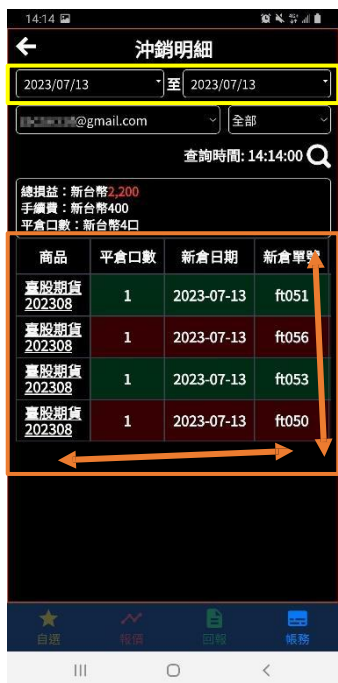 14:14
沖銷明細
2023/07/13 至 2023/07/13
@gmail.com 全部
查詢時間: 14:14:00
總損益：新台幣2,200
手續費：新台幣400
平倉口數：新台幣4口
商品 平倉口數 新倉日期 新倉單號
臺股期貨
202308 1 2023-07-13 ft051
臺股期貨
202308 1 2023-07-13 ft056
臺股期貨
202308 1 2023-07-13 ft053
臺股期貨
202308 1 2023-07-13 ft050
自選 報價 回報 帳務